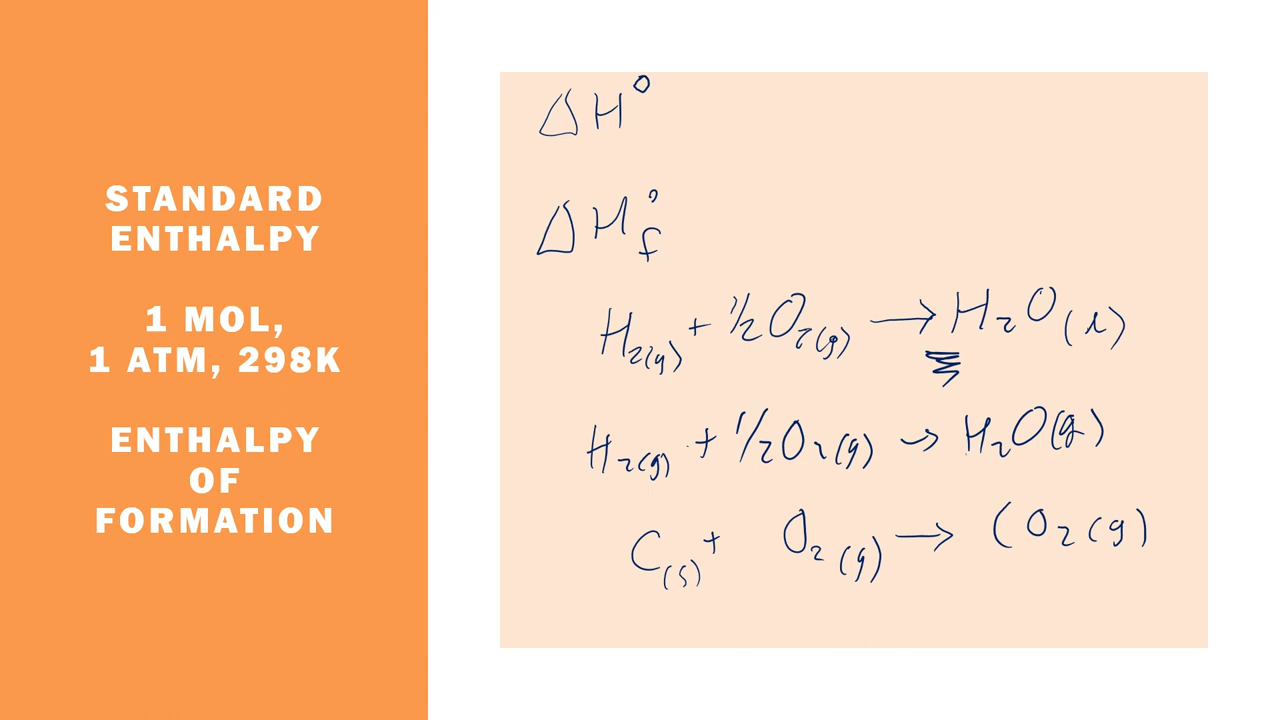 STANDARD
ENTHALPY
1 MOL,
1 ATM, 298K
ENTHALPY
OF
FORMATION
ΔH°
ΔH°f
H2(g) + 1/2O2(g) → H2O(l)
H2(g) + 1/2O2(g) → H2O(g)
C(s) + O2(g) → CO2(g)